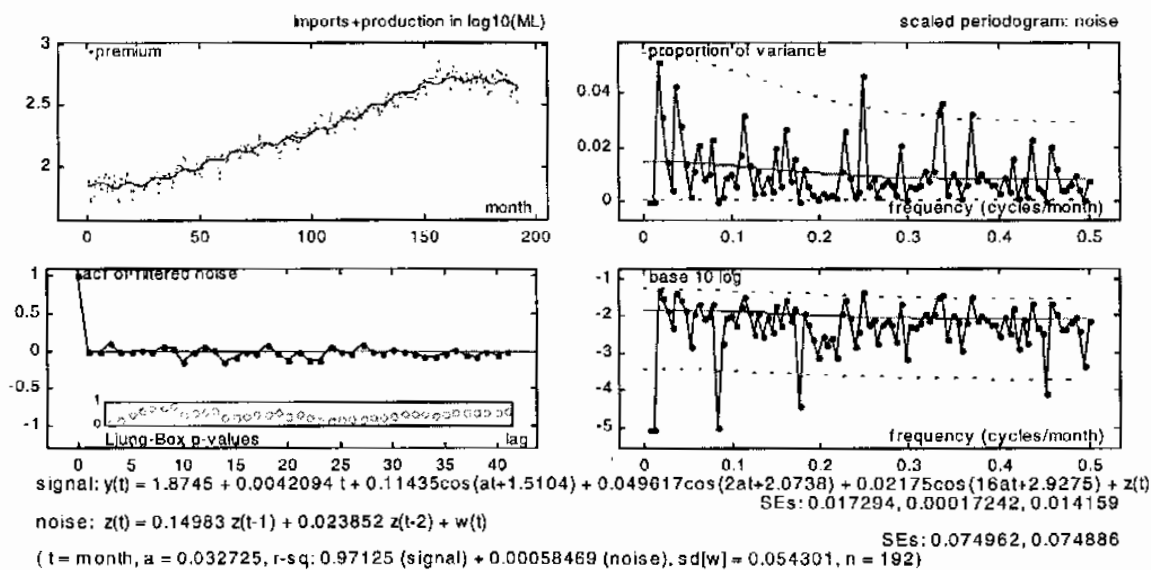 imports+production in log10(ML)
premium
3
2.5
2
month
0 50 100 150 200
scaled periodogram: noise
proportion of variance
0.04
0.02
0
frequency (cycles/month)
0 0.1 0.2 0.3 0.4 0.5
acf of filtered noise
1
0.5
0
-0.5
-1
1
0
Ljung-Box p-values
lag
0 10 20 30 40
base 10 log
-1
-2
-3
-4
-5
frequency (cycles/month)
0 0.1 0.2 0.3 0.4 0.5
signal: y(t) = 1.8745 + 0.0042094 t + 0.11435cos(at+1.5104) + 0.049617cos(2at+2.0738) + 0.02175cos(16at+2.9275) + z(t)
SEs: 0.017294, 0.00017242, 0.014159
noise: z(t) = 0.14983 z(t-1) + 0.023852 z(t-2) + w(t)
SEs: 0.074962, 0.074886
( t = month, a = 0.032725, r-sq: 0.97125 (signal) + 0.00058469 (noise), sd[w] = 0.054301, n = 192)